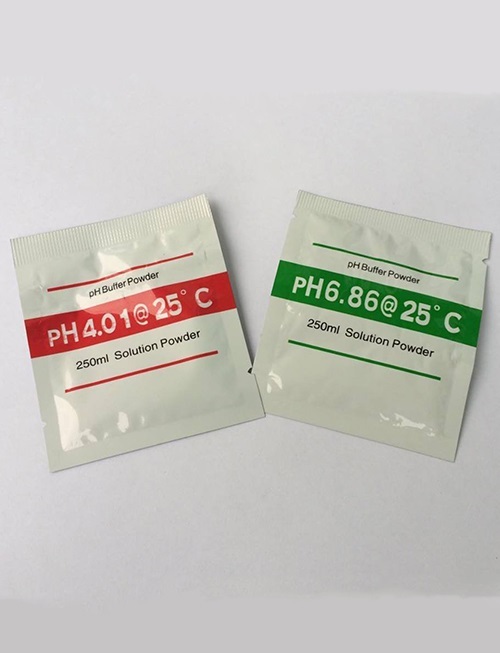 pH Buffer Powder
PH4.01@25°C
250ml Solution Powder
pH Buffer Powder
PH6.86@25°C
250ml Solution Powder